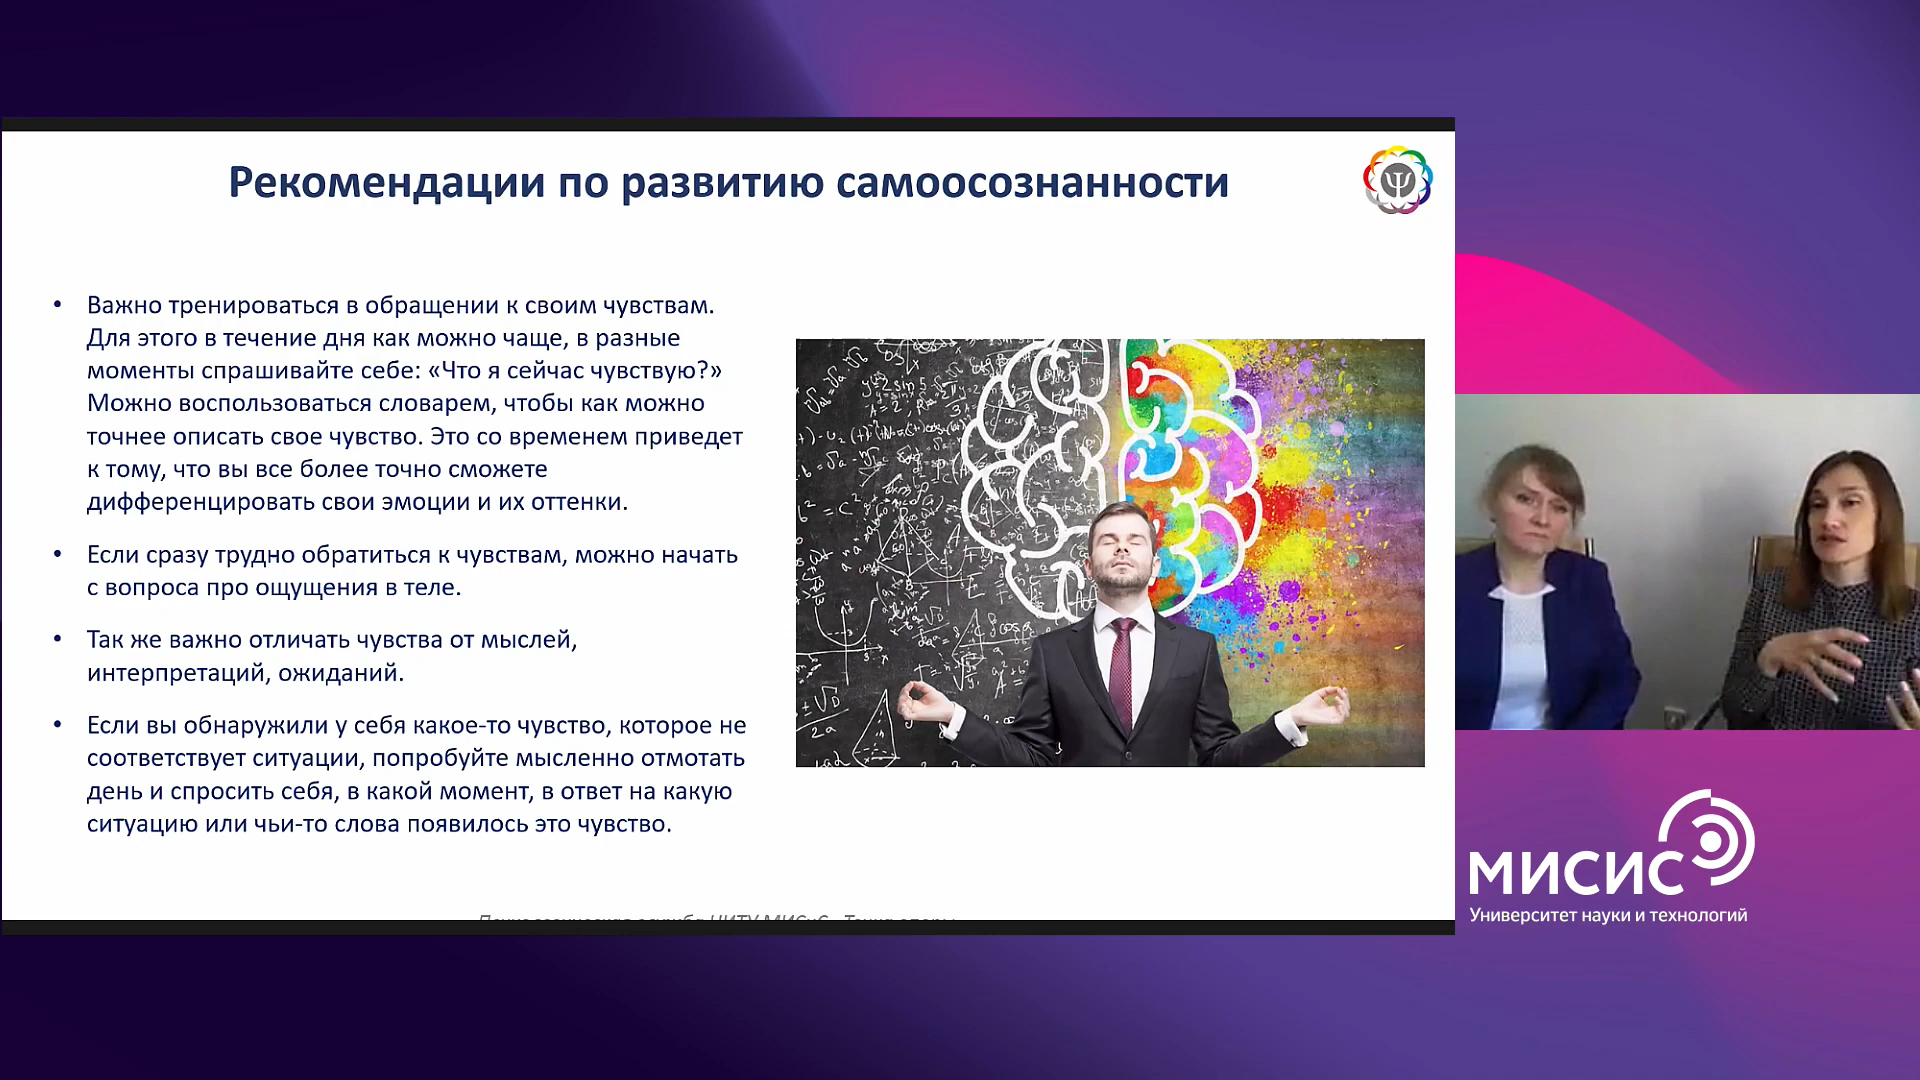 Рекомендации по развитию самоосознанности
• Важно тренироваться в обращении к своим чувствам.
Для этого в течение дня как можно чаще, в разные
моменты спрашивайте себе: «Что я сейчас чувствую?»
Можно воспользоваться словарем, чтобы как можно
точнее описать свое чувство. Это со временем приведет
к тому, что вы все более точно сможете
дифференцировать свои эмоции и их оттенки.
• Если сразу трудно обратиться к чувствам, можно начать
с вопроса про ощущения в теле.
• Так же важно отличать чувства от мыслей,
интерпретаций, ожиданий.
• Если вы обнаружили у себя какое-то чувство, которое не
соответствует ситуации, попробуйте мысленно отмотать
день и спросить себя, в какой момент, в ответ на какую
ситуацию или чьи-то слова появилось это чувство.
МИСИС
Университет науки и технологий